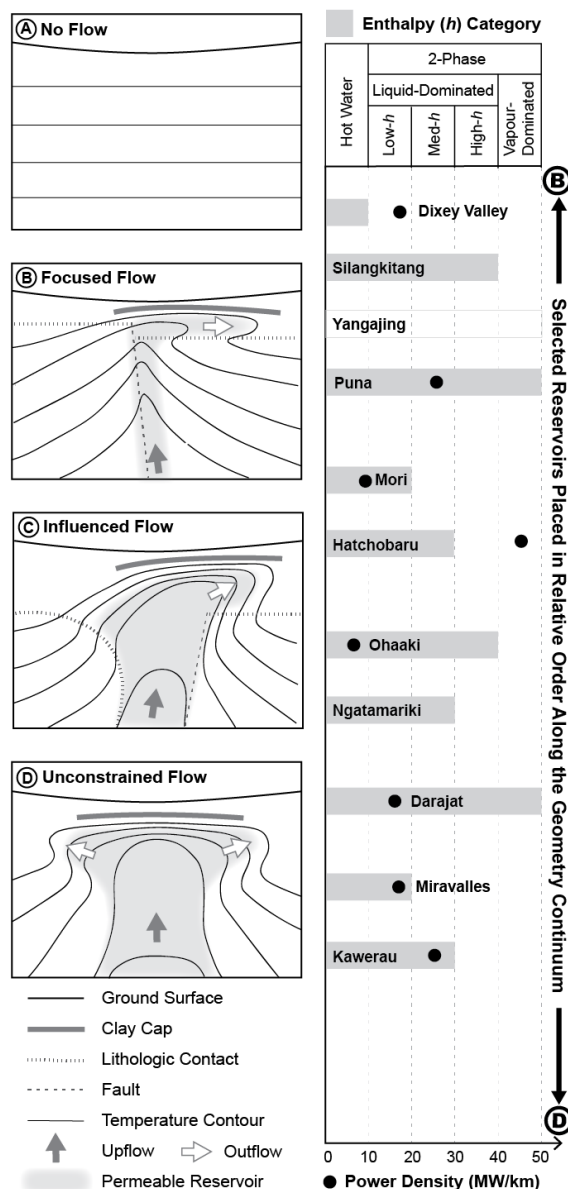 A No Flow
B Focused Flow
C Influenced Flow
D Unconstrained Flow
Ground Surface
Clay Cap
Lithologic Contact
Fault
Temperature Contour
Upflow
Outflow
Permeable Reservoir
Enthalpy (h) Category
2-Phase
Liquid-Dominated
Hot Water
Low-h
Med-h
High-h
Vapour-
Dominated
B
Dixey Valley
Silangkitang
Yangajing
Puna
Mori
Hatchobaru
Ohaaki
Ngatamariki
Darajat
Miravalles
Kawerau
Selected Reservoirs Placed in Relative Order Along the Geometry Continuum
D
0 10 20 30 40 50
Power Density (MW/km)